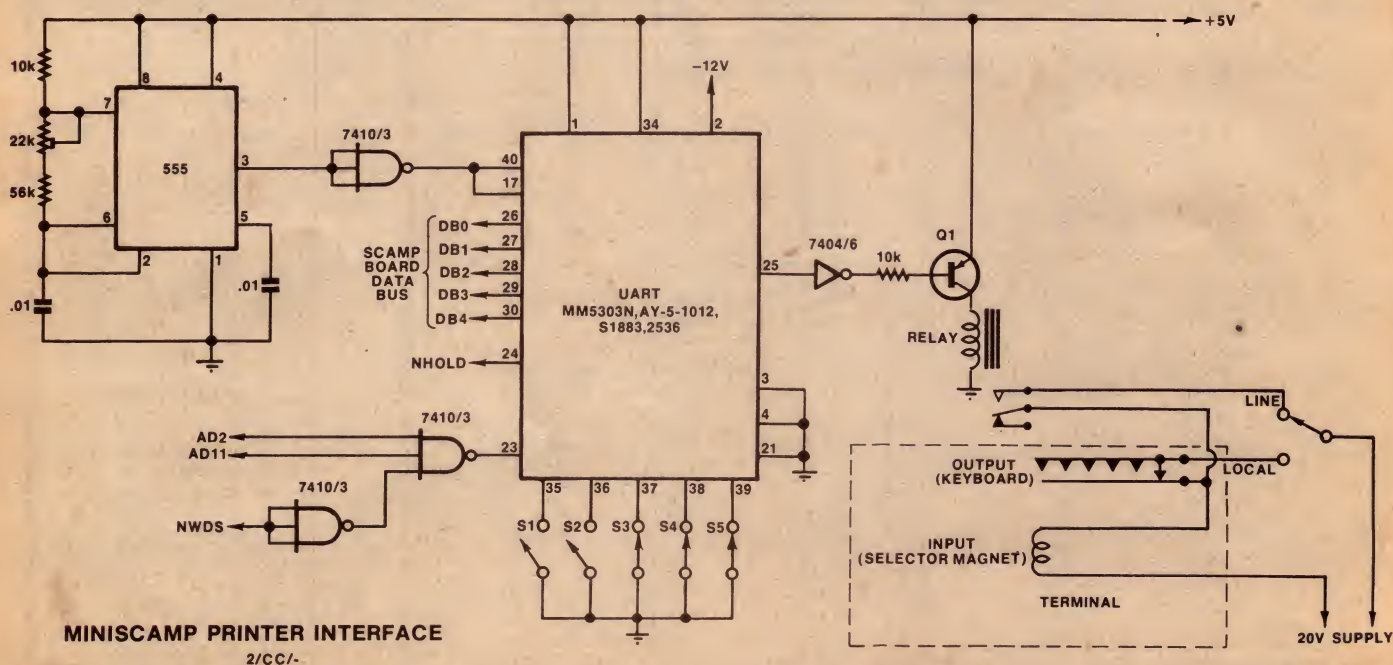 +5V
10k
7
22k
56k
6
8
4
555
3
5
2
1
.01
.01
7410/3
-12V
1
34
2
40
17
26
27
28
29
30
24
23
DB0
DB1
DB2
DB3
DB4
SCAMP
BOARD
DATA
BUS
NHOLD
UART
MM5303N,AY-5-1012,
S1883,2536
25
3
4
21
7404/6
10k
Q1
RELAY
7410/3
AD2
AD11
7410/3
NWDS
35
36
37
38
39
S1
S2
S3
S4
S5
LINE
LOCAL
OUTPUT
(KEYBOARD)
INPUT
(SELECTOR MAGNET)
TERMINAL
20V SUPPLY
MINISCAMP PRINTER INTERFACE
2/CC/-